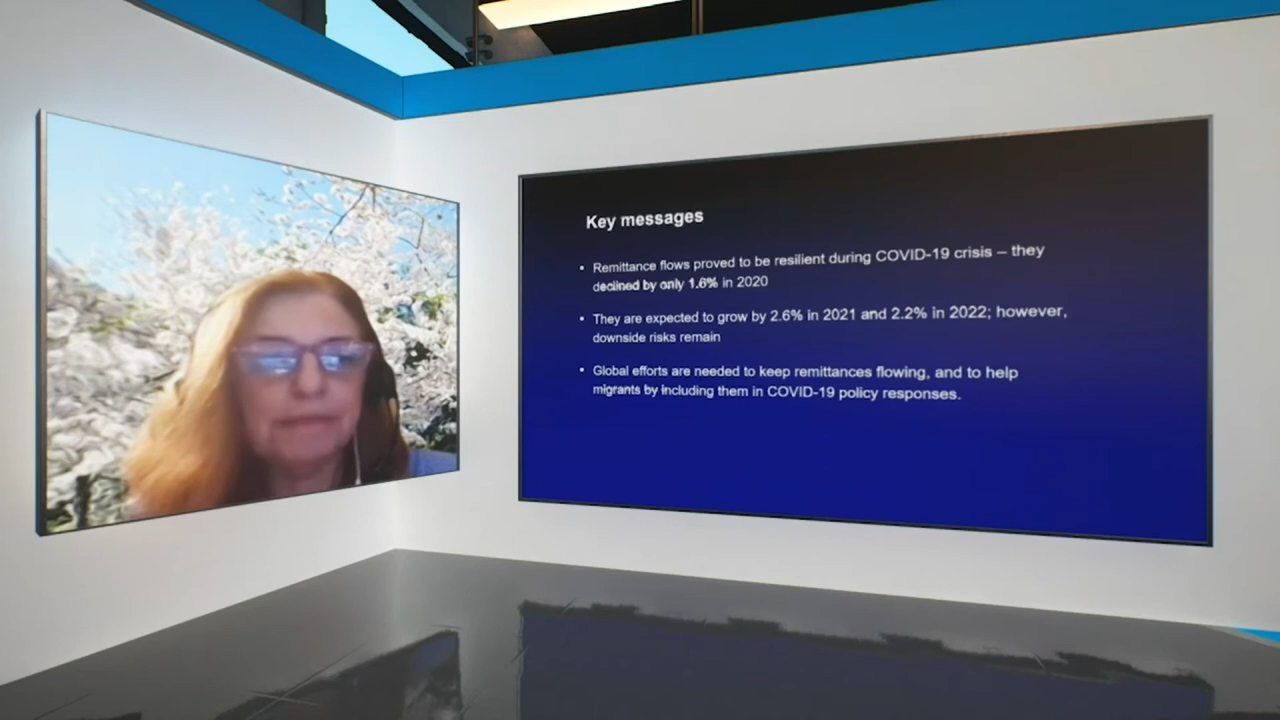 Key messages
▪ Remittance flows proved to be resilient during COVID-19 crisis – they
declined by only 1.6% in 2020
▪ They are expected to grow by 2.6% in 2021 and 2.2% in 2022; however,
downside risks remain
▪ Global efforts are needed to keep remittances flowing, and to help
migrants by including them in COVID-19 policy responses.